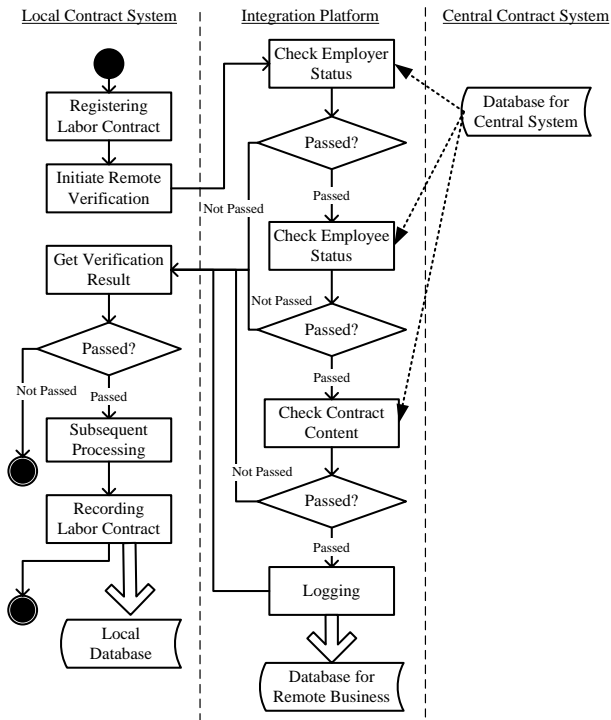 Local Contract System
Integration Platform
Central Contract System
Registering
Labor Contract
Initiate Remote
Verification
Get Verification
Result
Passed?
Not Passed
Passed
Subsequent
Processing
Recording
Labor Contract
Local
Database
Check Employer
Status
Passed?
Not Passed
Passed
Check Employee
Status
Not Passed
Passed?
Passed
Check Contract
Content
Not Passed
Passed?
Passed
Logging
Database for
Remote Business
Database for
Central System